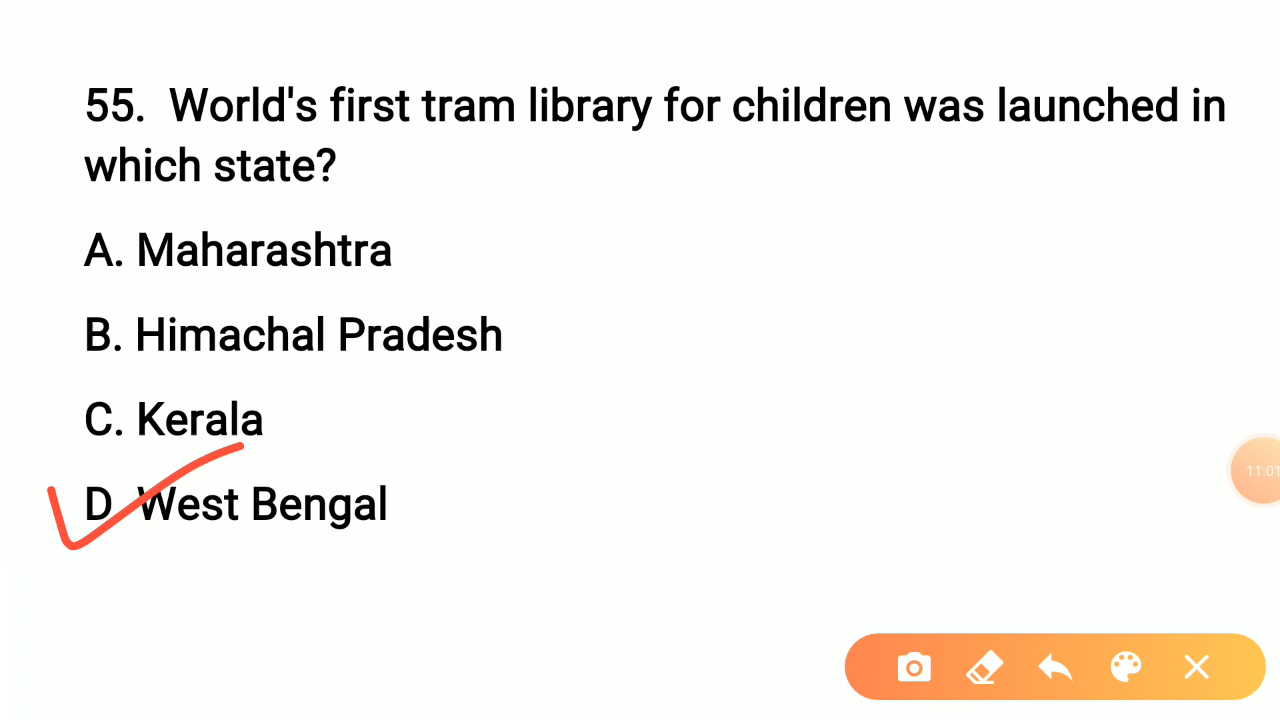 55. World's first tram library for children was launched in
which state?
A. Maharashtra
B. Himachal Pradesh
C. Kerala
D West Bengal
11:01